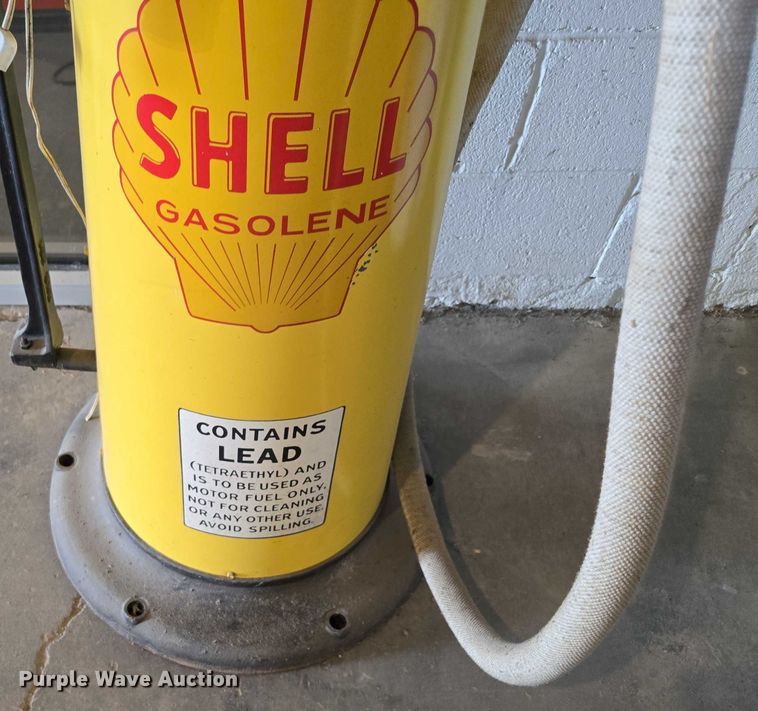 SHELL
GASOLENE
CONTAINS
LEAD
(TETRAETHYL) AND
IS TO BE USED AS
MOTOR FUEL ONLY.
NOT FOR CLEANING
OR ANY OTHER USE.
AVOID SPILLING.
Purple Wave Auction